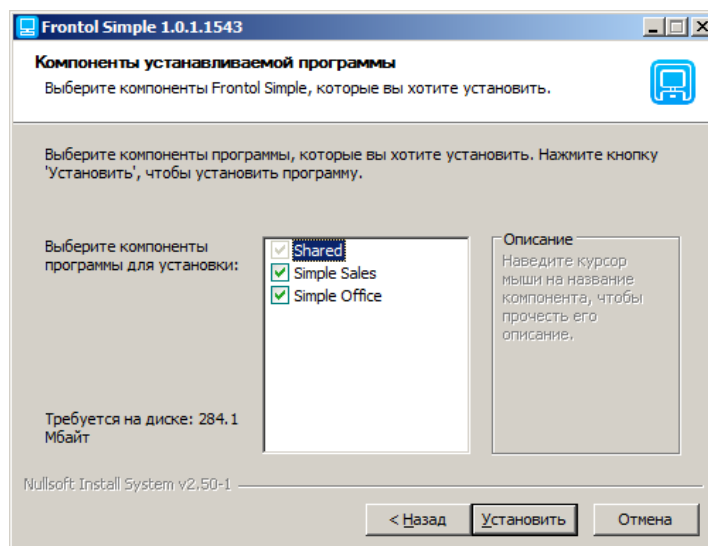 Frontol Simple 1.0.1.1543
Компоненты устанавливаемой программы
Выберите компоненты Frontol Simple, которые вы хотите установить.
Выберите компоненты программы, которые вы хотите установить. Нажмите кнопку
'Установить', чтобы установить программу.
Выберите компоненты
программы для установки:
Shared
Simple Sales
Simple Office
Описание
Наведите курсор
мыши на название
компонента, чтобы
прочесть его
описание.
Требуется на диске: 284.1
Мбайт
Nullsoft Install System v2.50-1
< Назад
Установить
Отмена